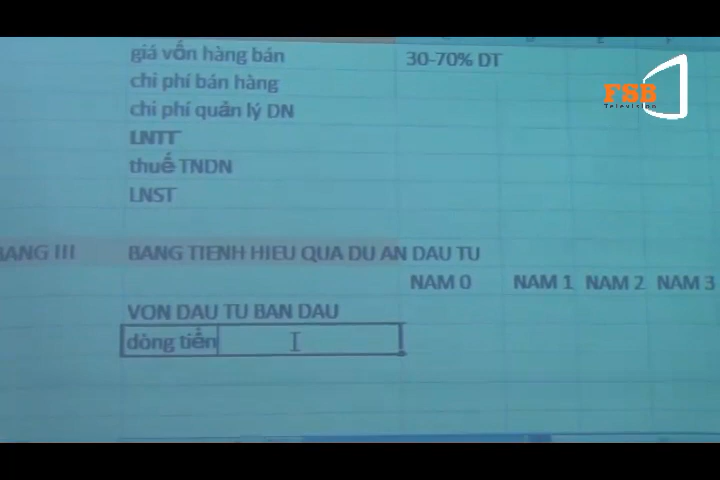 giá vốn hàng bán 30-70% DT
chi phí bán hàng
chi phí quản lý DN
LNTT
thuế TNDN
LNST
BANG III BANG TIENH HIEU QUA DU AN DAU TU
NAM 0 NAM 1 NAM 2 NAM 3
VON DAU TU BAN DAU
dòng tiền
FSB
Television